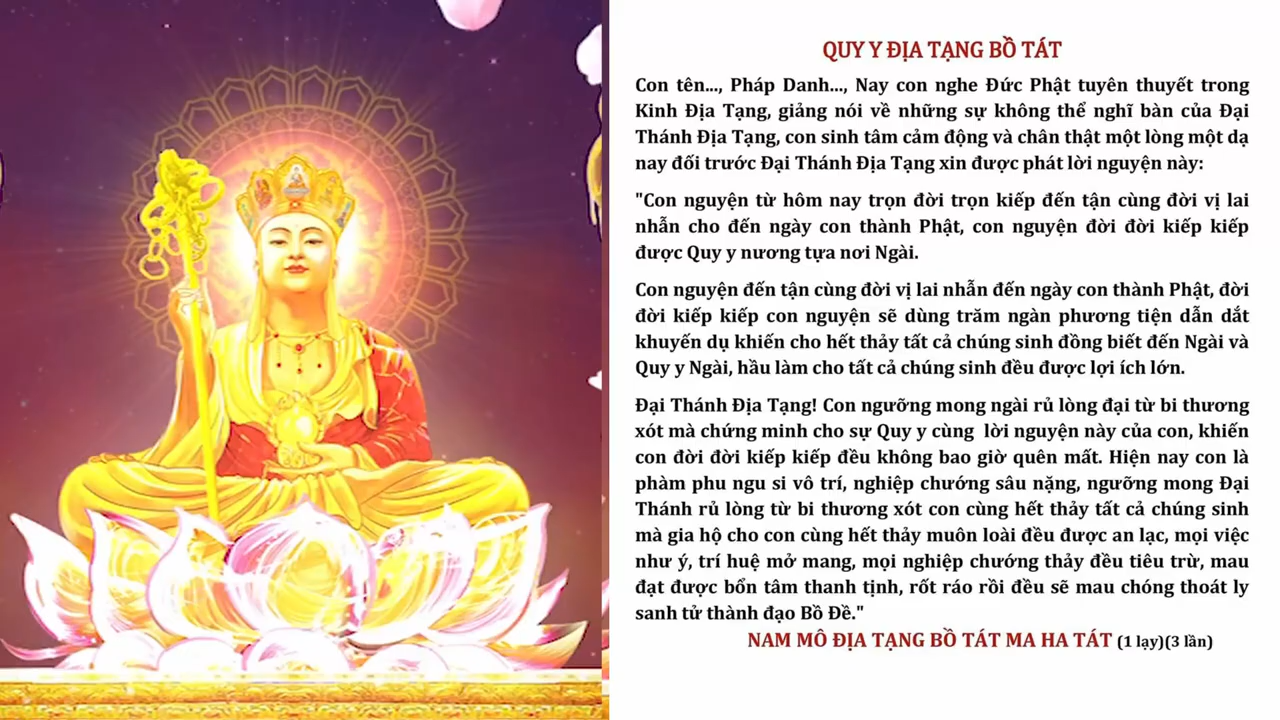 QUY Y ĐỊA TẠNG BỒ TÁT
Con tên..., Pháp Danh..., Nay con nghe Đức Phật tuyên thuyết trong
Kinh Địa Tạng, giảng nói về những sự không thể nghĩ bàn của Đại
Thánh Địa Tạng, con sinh tâm cảm động và chân thật một lòng một dạ
nay đối trước Đại Thánh Địa Tạng xin được phát lời nguyện này:
"Con nguyện từ hôm nay trọn đời trọn kiếp đến tận cùng đời vị lai
nhẫn cho đến ngày con thành Phật, con nguyện đời đời kiếp kiếp
được Quy y nương tựa nơi Ngài.
Con nguyện đến tận cùng đời vị lai nhẫn đến ngày con thành Phật, đời
đời kiếp kiếp con nguyện sẽ dùng trăm ngàn phương tiện dẫn dắt
khuyến dụ khiến cho hết thảy tất cả chúng sinh đồng biết đến Ngài và
Quy y Ngài, hầu làm cho tất cả chúng sinh đều được lợi ích lớn.
Đại Thánh Địa Tạng! Con ngưỡng mong ngài rủ lòng đại từ bi thương
xót mà chứng minh cho sự Quy y cùng lời nguyện này của con, khiến
con đời đời kiếp kiếp đều không bao giờ quên mất. Hiện nay con là
phàm phu ngu si vô trí, nghiệp chướng sâu nặng, ngưỡng mong Đại
Thánh rủ lòng từ bi thương xót con cùng hết thảy tất cả chúng sinh
mà gia hộ cho con cùng hết thảy muôn loài đều được an lạc, mọi việc
như ý, trí huệ mở mang, mọi nghiệp chướng thảy đều tiêu trừ, mau
đạt được bổn tâm thanh tịnh, rốt ráo rồi đều sẽ mau chóng thoát ly
sanh tử thành đạo Bồ Đề."
NAM MÔ ĐỊA TẠNG BỒ TÁT MA HA TÁT (1 lạy)(3 lần)